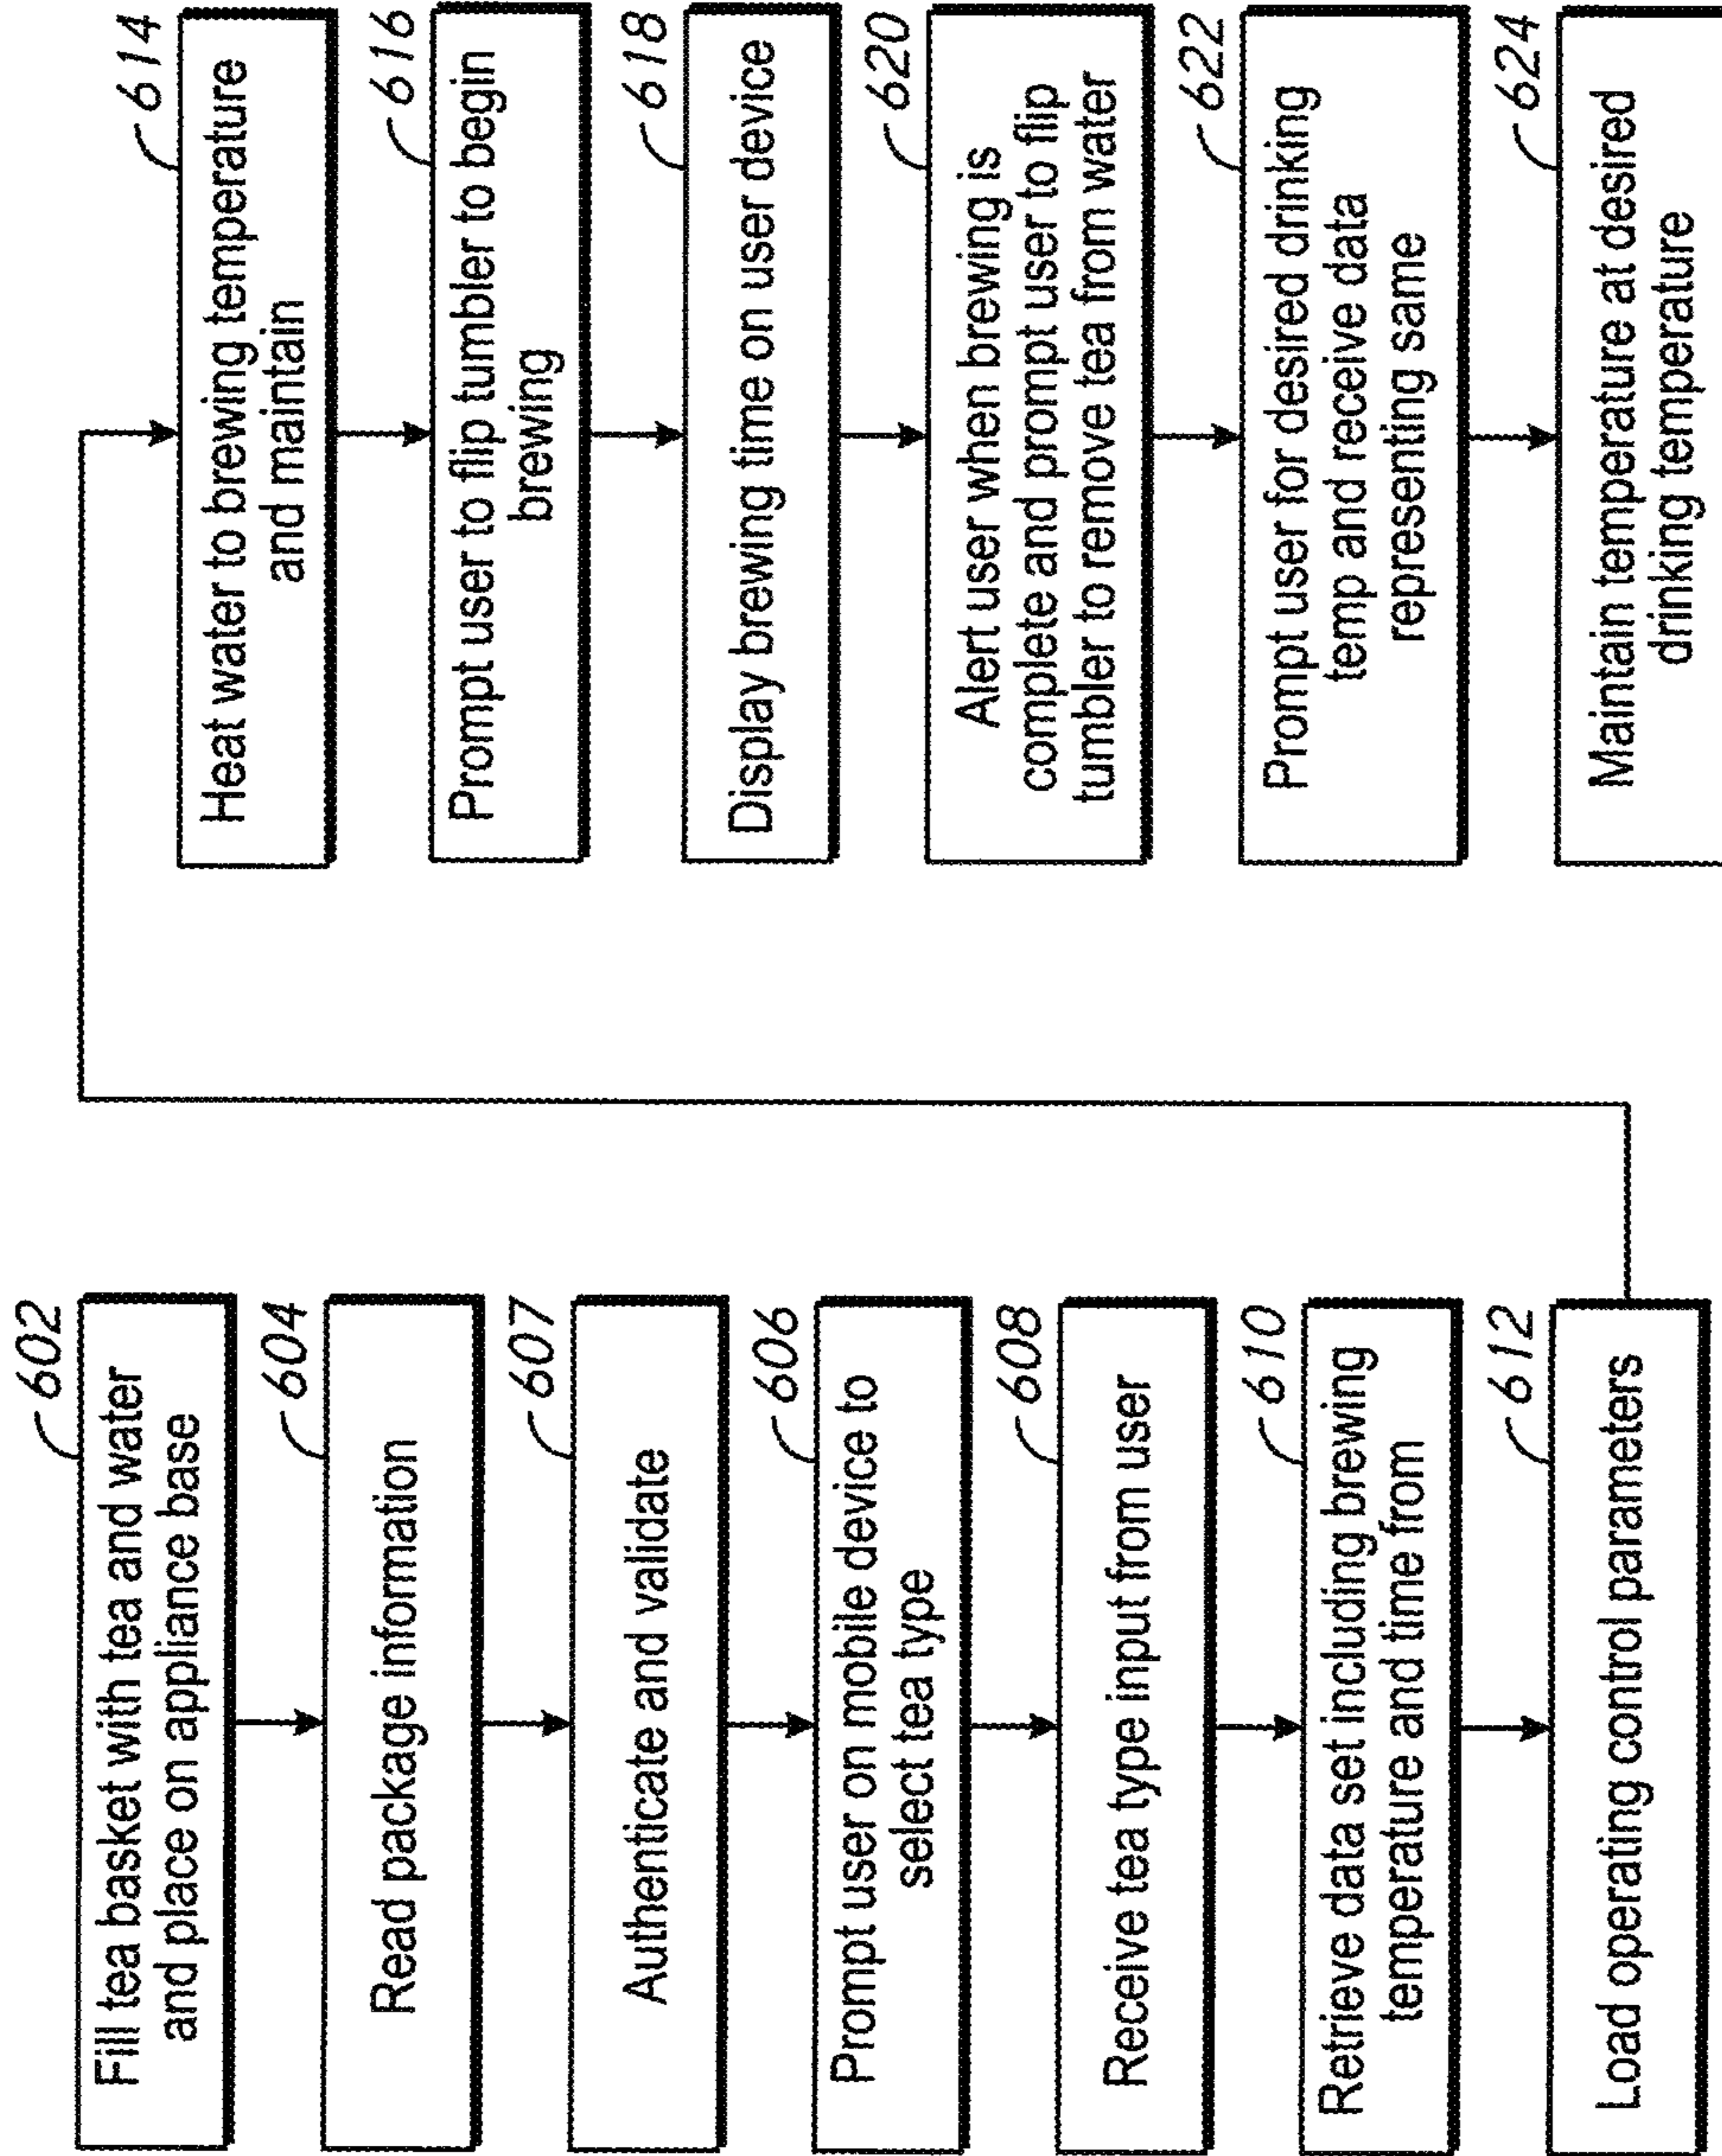 602
Fill tea basket with tea and water
and place on appliance base
604
Read package information
607
Authenticate and validate
606
Prompt user on mobile device to
select tea type
608
Receive tea type input from user
610
Retrieve data set including brewing
temperature and time from
612
Load operating control parameters
614
Heat water to brewing temperature
and maintain
616
Prompt user to flip tumbler to begin
brewing
618
Display brewing time on user device
620
Alert user when brewing is
complete and prompt user to flip
tumbler to remove tea from water
622
Prompt user for desired drinking
temp and receive data
representing same
624
Maintain temperature at desired
drinking temperature